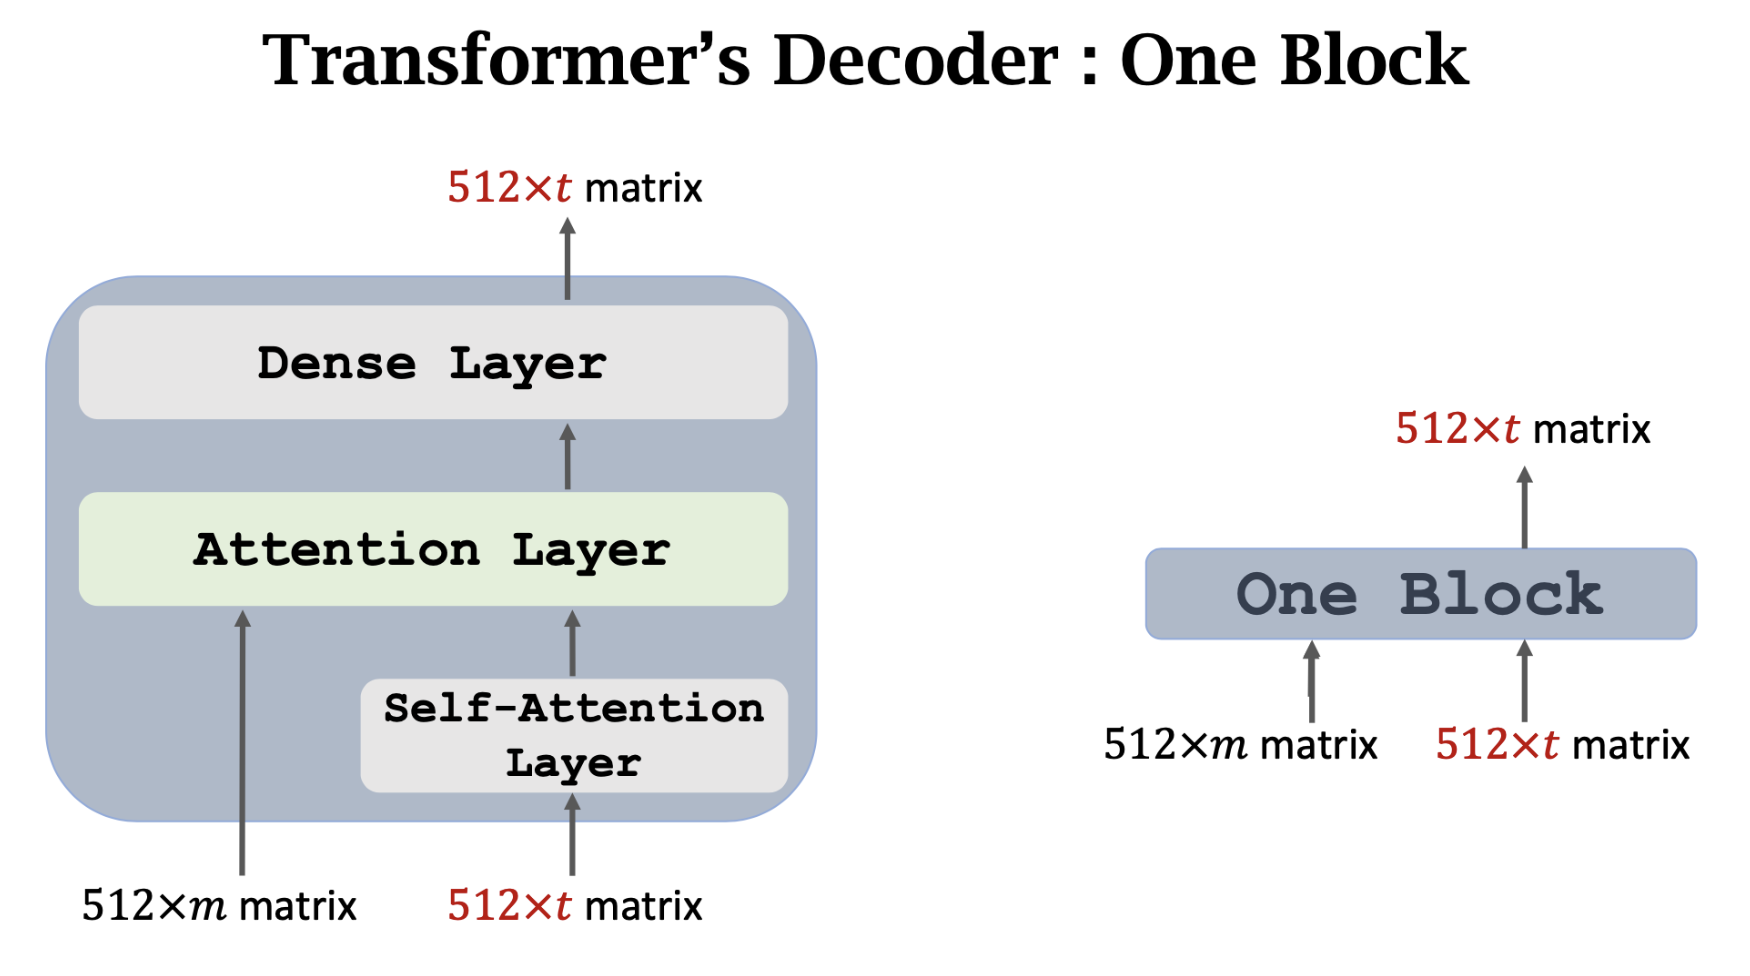 Transformer’s Decoder : One Block
512×t matrix
Dense Layer
Attention Layer
Self-Attention
Layer
512×m matrix
512×t matrix
512×t matrix
One Block
512×m matrix
512×t matrix